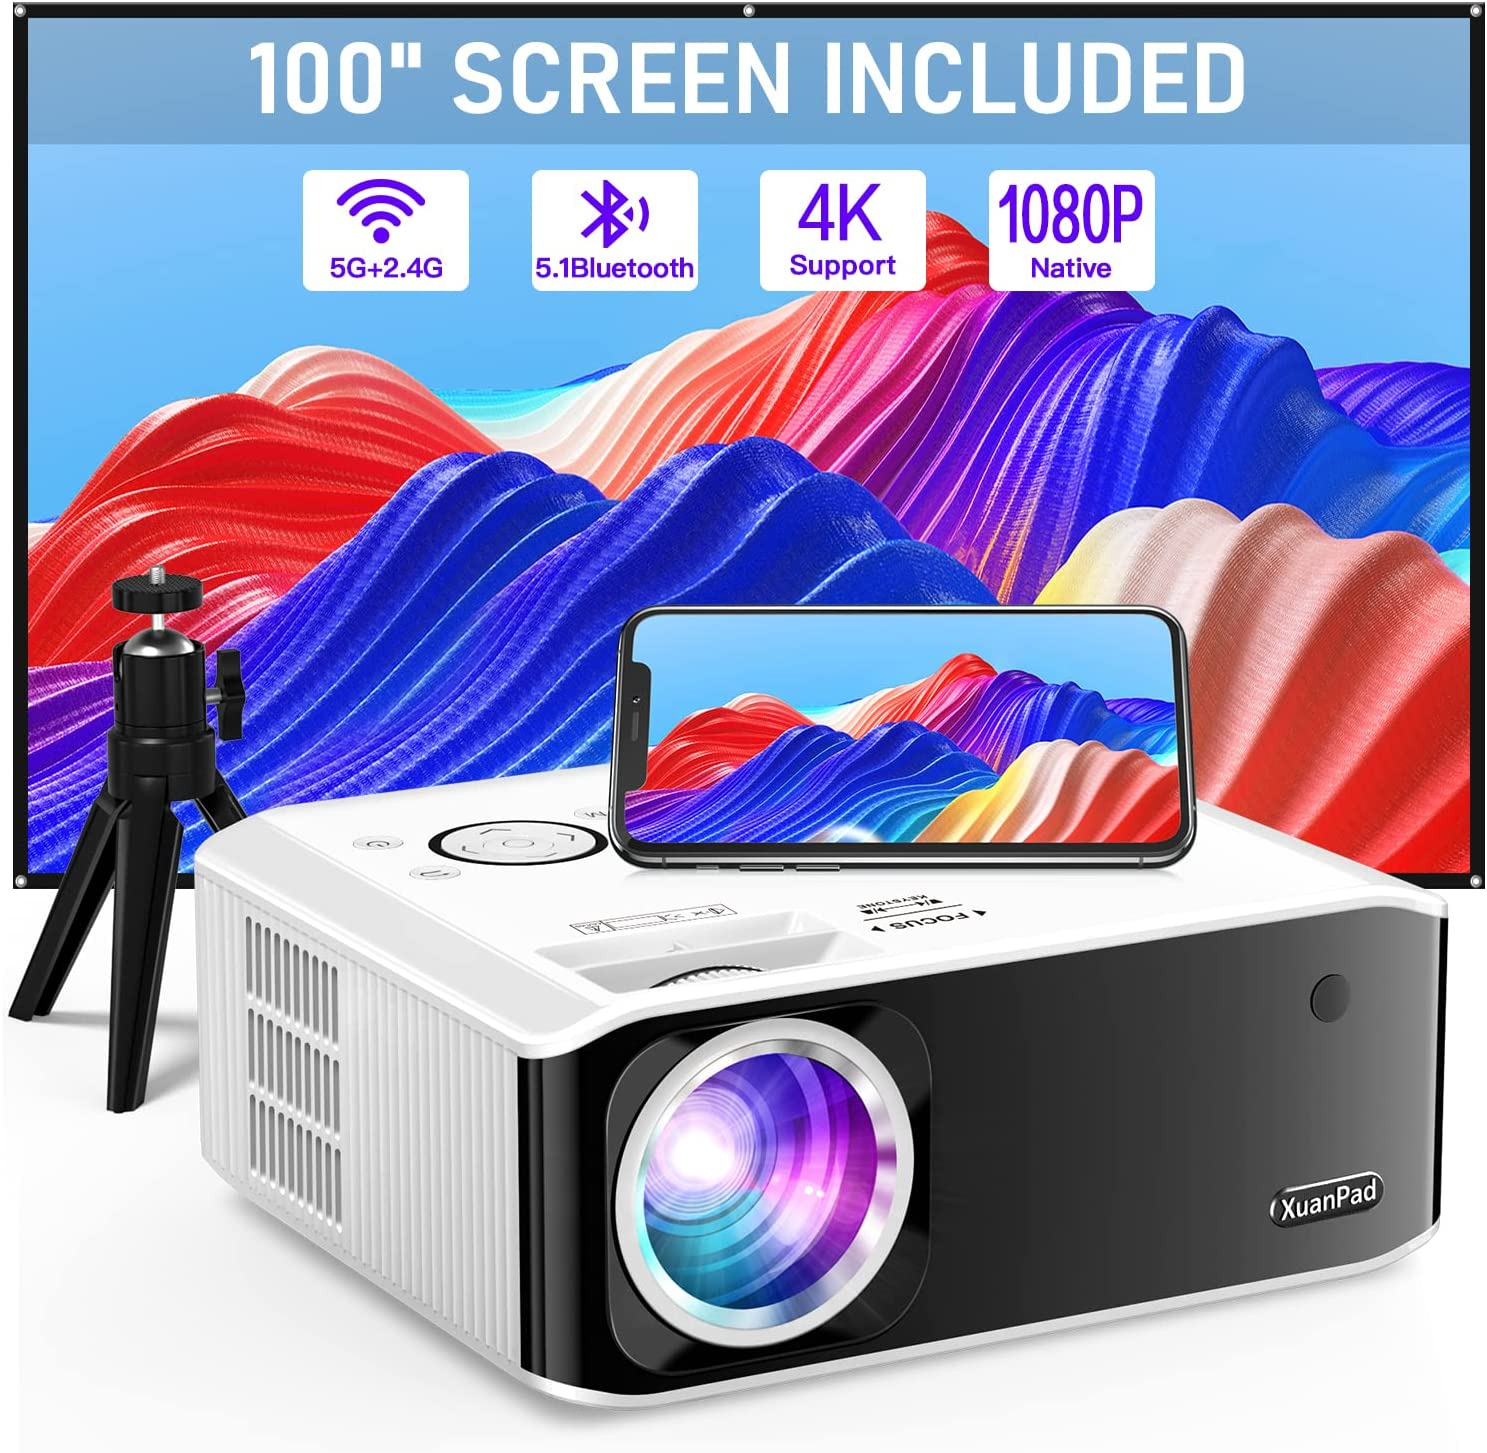 100" SCREEN INCLUDED
5G+2.4G
5.1Bluetooth
4K
Support
1080P
Native
M
KEYSTONE
◀ FOCUS ▶
XuanPad